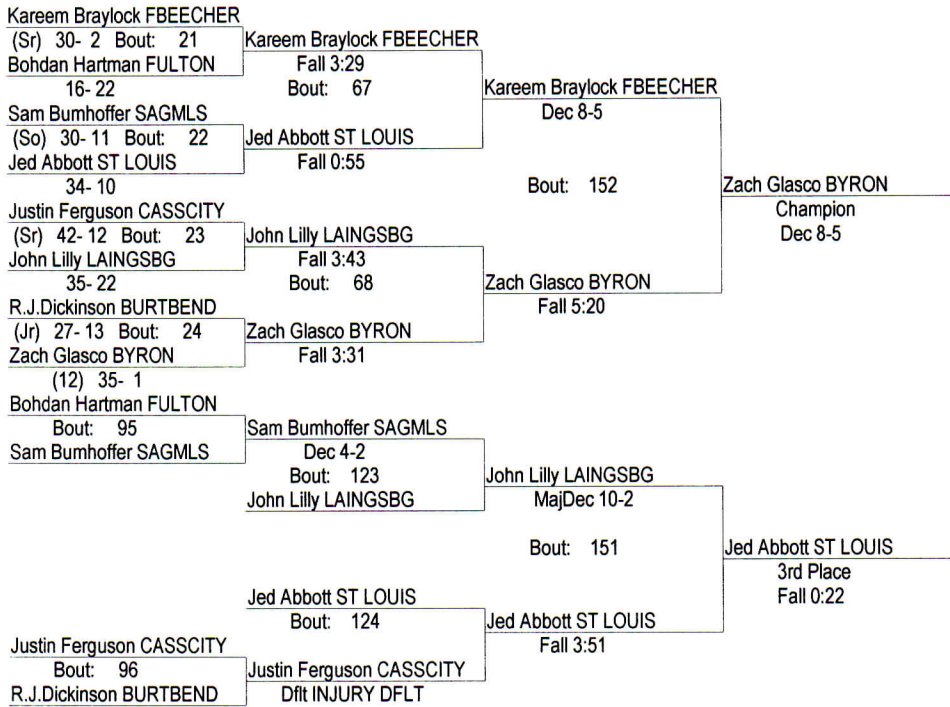 Kareem Braylock FBEECHER
(Sr) 30- 2 Bout: 21
Kareem Braylock FBEECHER
Bohdan Hartman FULTON
Fall 3:29
16- 22
Bout: 67
Kareem Braylock FBEECHER
Sam Bumhoffer SAGMLS
Dec 8-5
(So) 30- 11 Bout: 22
Jed Abbott ST LOUIS
Jed Abbott ST LOUIS
Fall 0:55
34- 10
Bout: 152
Zach Glasco BYRON
Justin Ferguson CASSCITY
Champion
(Sr) 42- 12 Bout: 23
John Lilly LAINGSBG
Dec 8-5
John Lilly LAINGSBG
Fall 3:43
35- 22
Bout: 68
Zach Glasco BYRON
R.J.Dickinson BURTBEND
Fall 5:20
(Jr) 27- 13 Bout: 24
Zach Glasco BYRON
Zach Glasco BYRON
Fall 3:31
(12) 35- 1
Bohdan Hartman FULTON
Bout: 95
Sam Bumhoffer SAGMLS
Sam Bumhoffer SAGMLS
Dec 4-2
Bout: 123
John Lilly LAINGSBG
John Lilly LAINGSBG
MajDec 10-2
Bout: 151
Jed Abbott ST LOUIS
3rd Place
Jed Abbott ST LOUIS
Fall 0:22
Bout: 124
Jed Abbott ST LOUIS
Justin Ferguson CASSCITY
Fall 3:51
Bout: 96
Justin Ferguson CASSCITY
R.J.Dickinson BURTBEND
Dflt INJURY DFLT